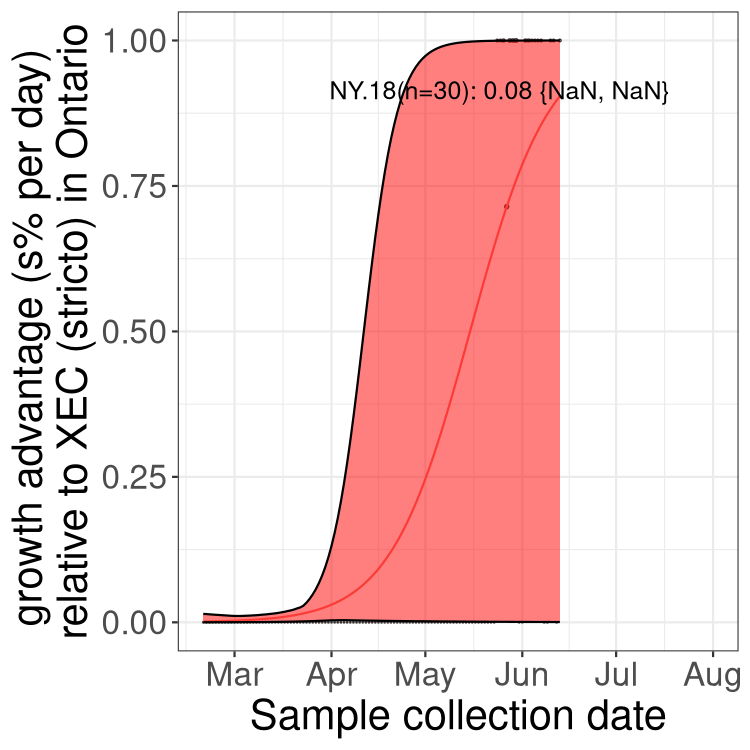 growth advantage (s% per day)
relative to XEC (stricto) in Ontario
1.00
0.75
0.50
0.25
0.00
NY.18(n=30): 0.08 {NaN, NaN}
Mar Apr May Jun Jul Aug
Sample collection date